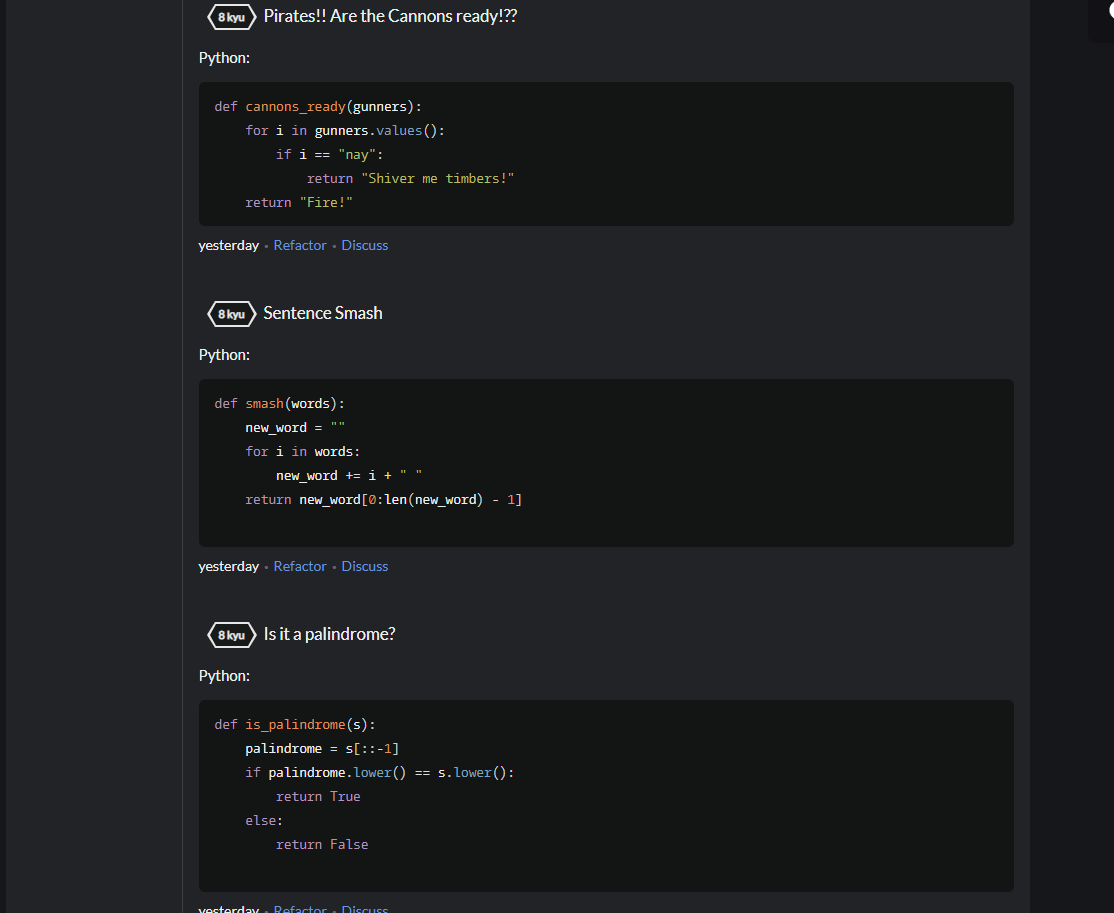 8 kyu Pirates!! Are the Cannons ready!??
Python:
def cannons_ready(gunners):
    for i in gunners.values():
        if i == "nay":
            return "Shiver me timbers!"
    return "Fire!"
yesterday • Refactor • Discuss
8 kyu Sentence Smash
Python:
def smash(words):
    new_word = ""
    for i in words:
        new_word += i + " "
    return new_word[0:len(new_word) - 1]
yesterday • Refactor • Discuss
8 kyu Is it a palindrome?
Python:
def is_palindrome(s):
    palindrome = s[::-1]
    if palindrome.lower() == s.lower():
        return True
    else:
        return False
yesterday • Refactor • Discuss